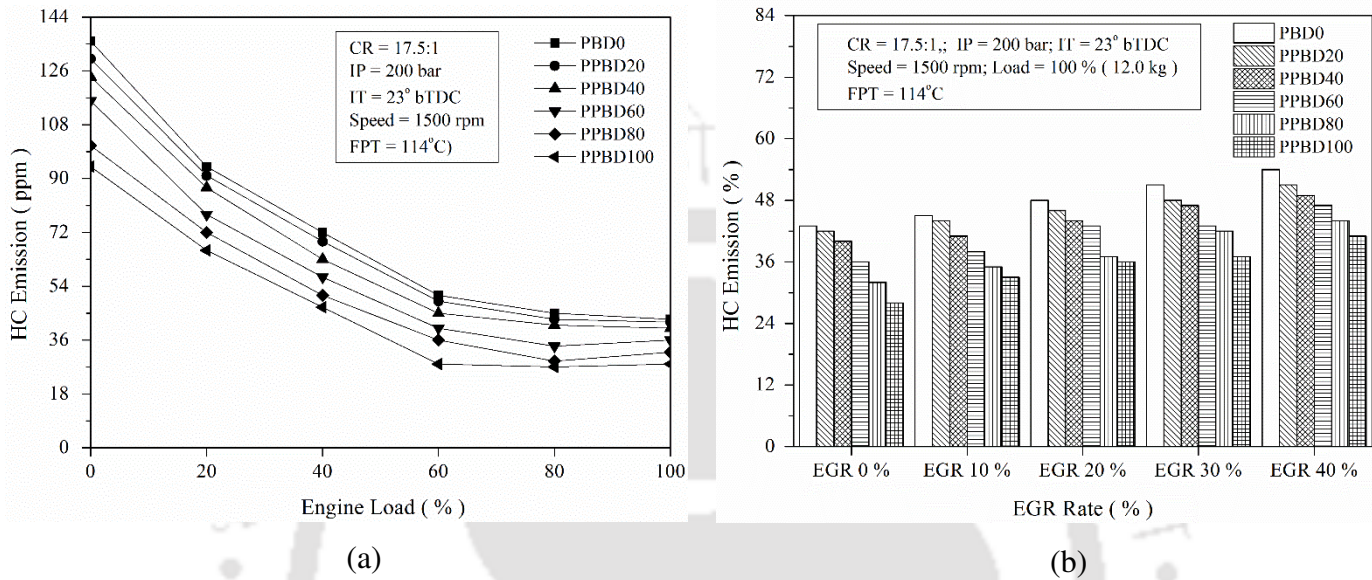 144
126
108
90
72
54
36
18
0
HC Emission ( ppm )
CR = 17.5:1
IP = 200 bar
IT = 23° bTDC
Speed = 1500 rpm
FPT = 114°C)
PBD0
PPBD20
PPBD40
PPBD60
PPBD80
PPBD100
0 20 40 60 80 100
Engine Load ( % )
(a)
84
72
60
48
36
24
12
0
HC Emission ( % )
CR = 17.5:1,; IP = 200 bar; IT = 23° bTDC
Speed = 1500 rpm; Load = 100 % ( 12.0 kg )
FPT = 114°C
PBD0
PPBD20
PPBD40
PPBD60
PPBD80
PPBD100
EGR 0 % EGR 10 % EGR 20 % EGR 30 % EGR 40 %
EGR Rate ( % )
(b)